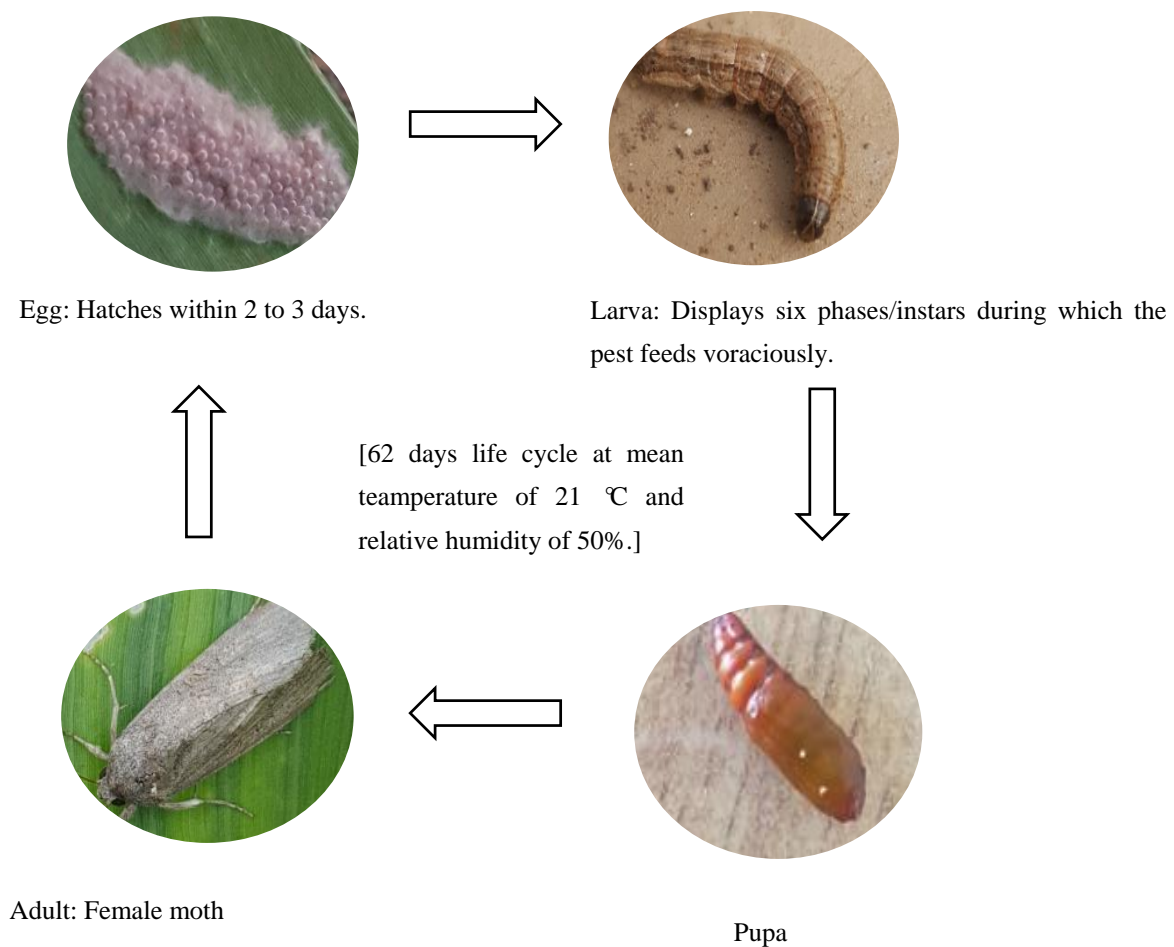 Egg: Hatches within 2 to 3 days.
Larva: Displays six phases/instars during which the
pest feeds voraciously.
[62 days life cycle at mean
teamperature of 21 ℃ and
relative humidity of 50%.]
Adult: Female moth
Pupa